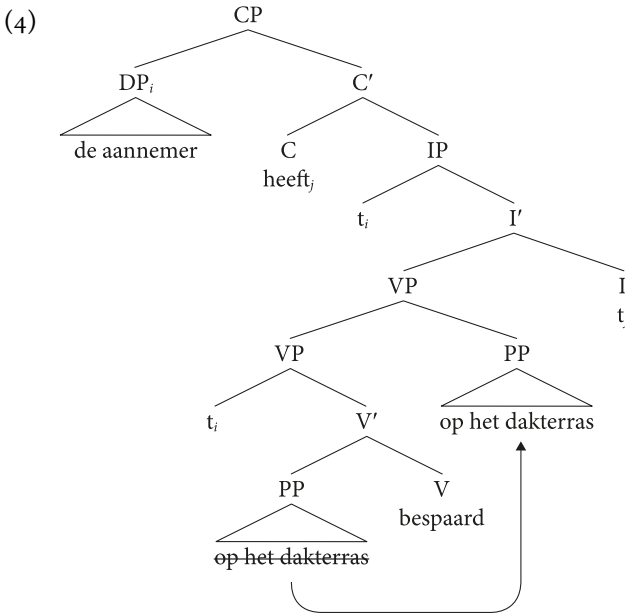 (4)
CP
DPi C′
de aannemer C IP
heeftj
ti I′
VP I
tj
VP PP
ti V′ op het dakterras
PP V
bespaard
op het dakterras